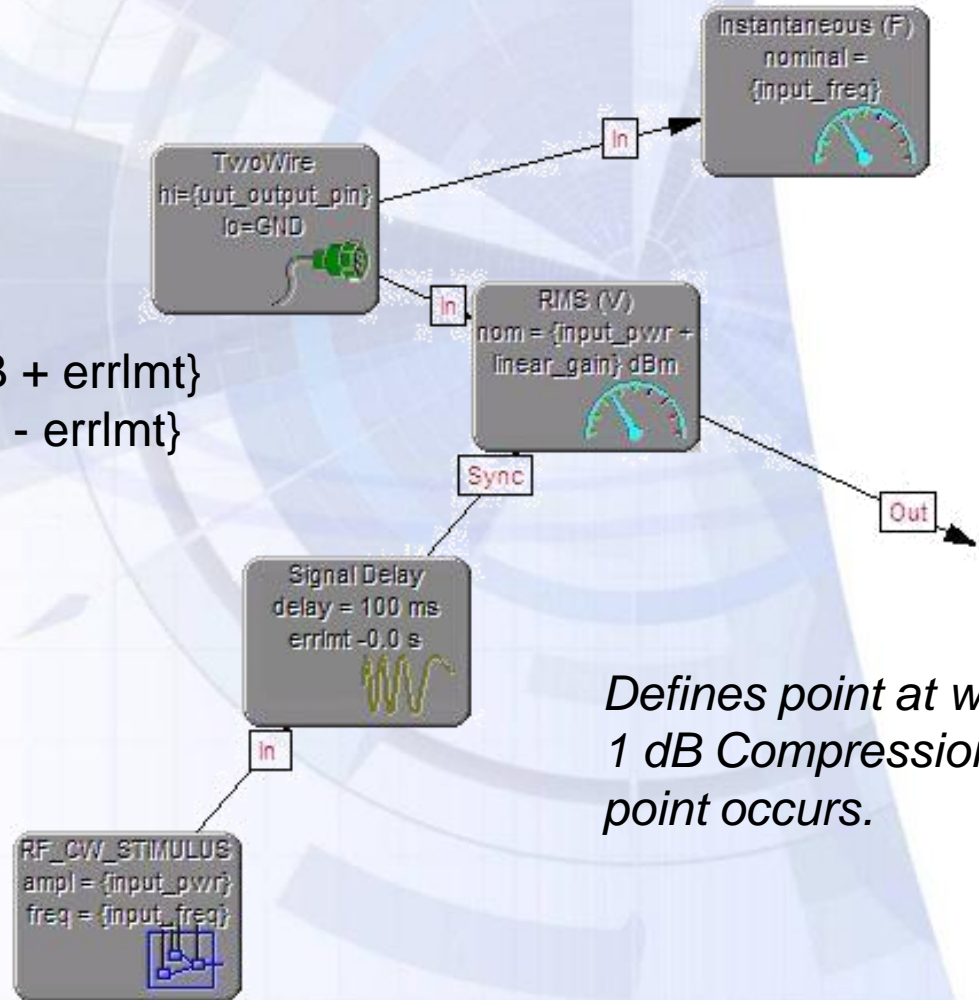 Instantaneous (F)
nominal =
{input_freq}
In
TwoWire
hi={uut_output_pin}
lo=GND
In
RMS (V)
nom = {input_pwr +
linear_gain} dBm
+ errlmt}
- errlmt}
Sync
Out
Signal Delay
delay = 100 ms
errlmt -0.0 s
Defines point at
1 dB Compression
point occurs.
In
RF_CW_STIMULUS
ampl = {input_pwr}
freq = {input_freq}